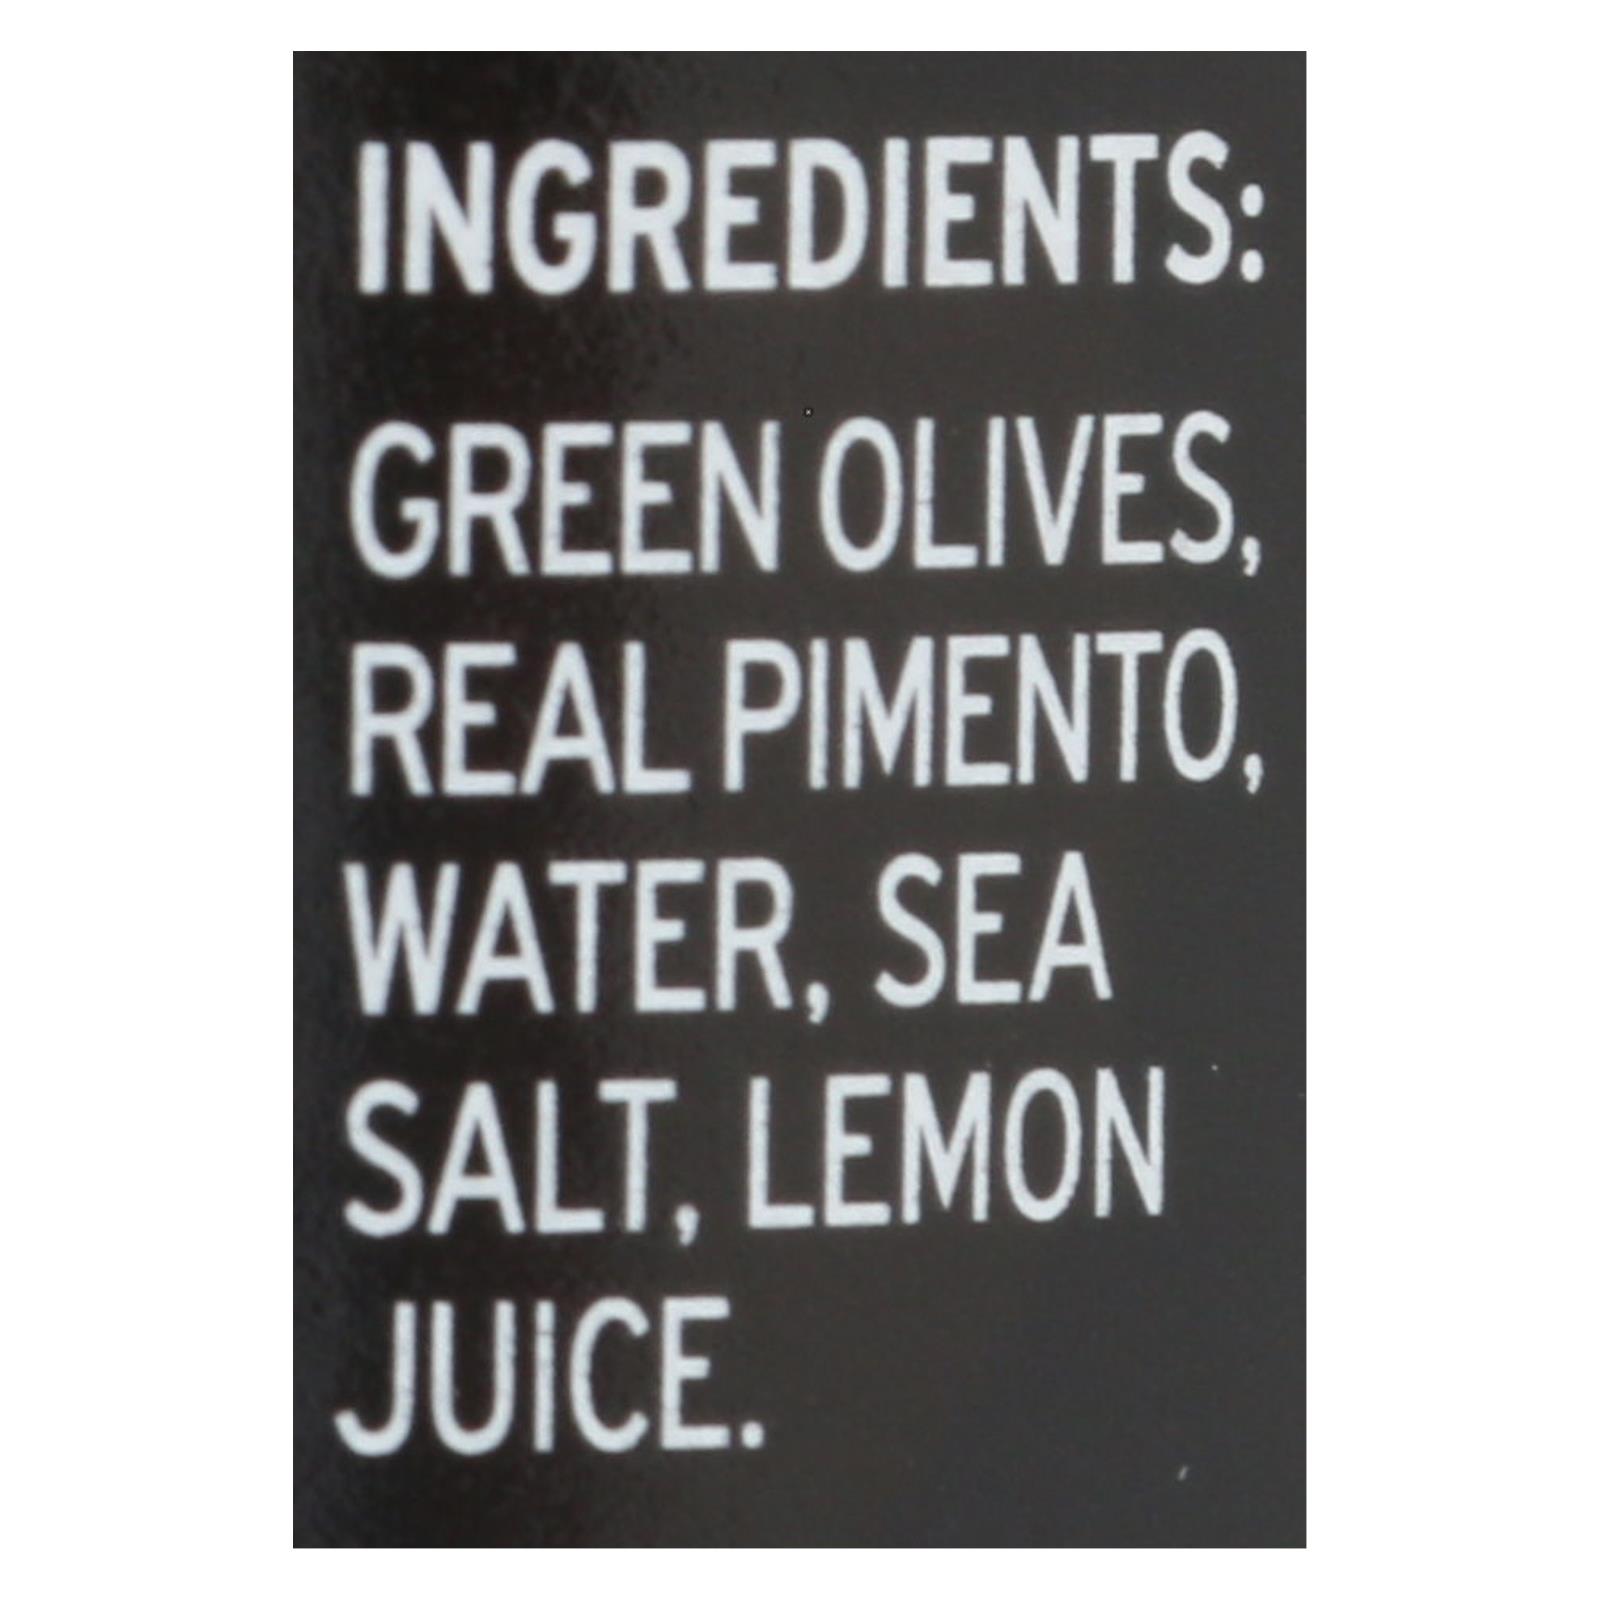 INGREDIENTS:
GREEN OLIVES,
REAL PIMENTO,
WATER, SEA
SALT, LEMON
JUICE.